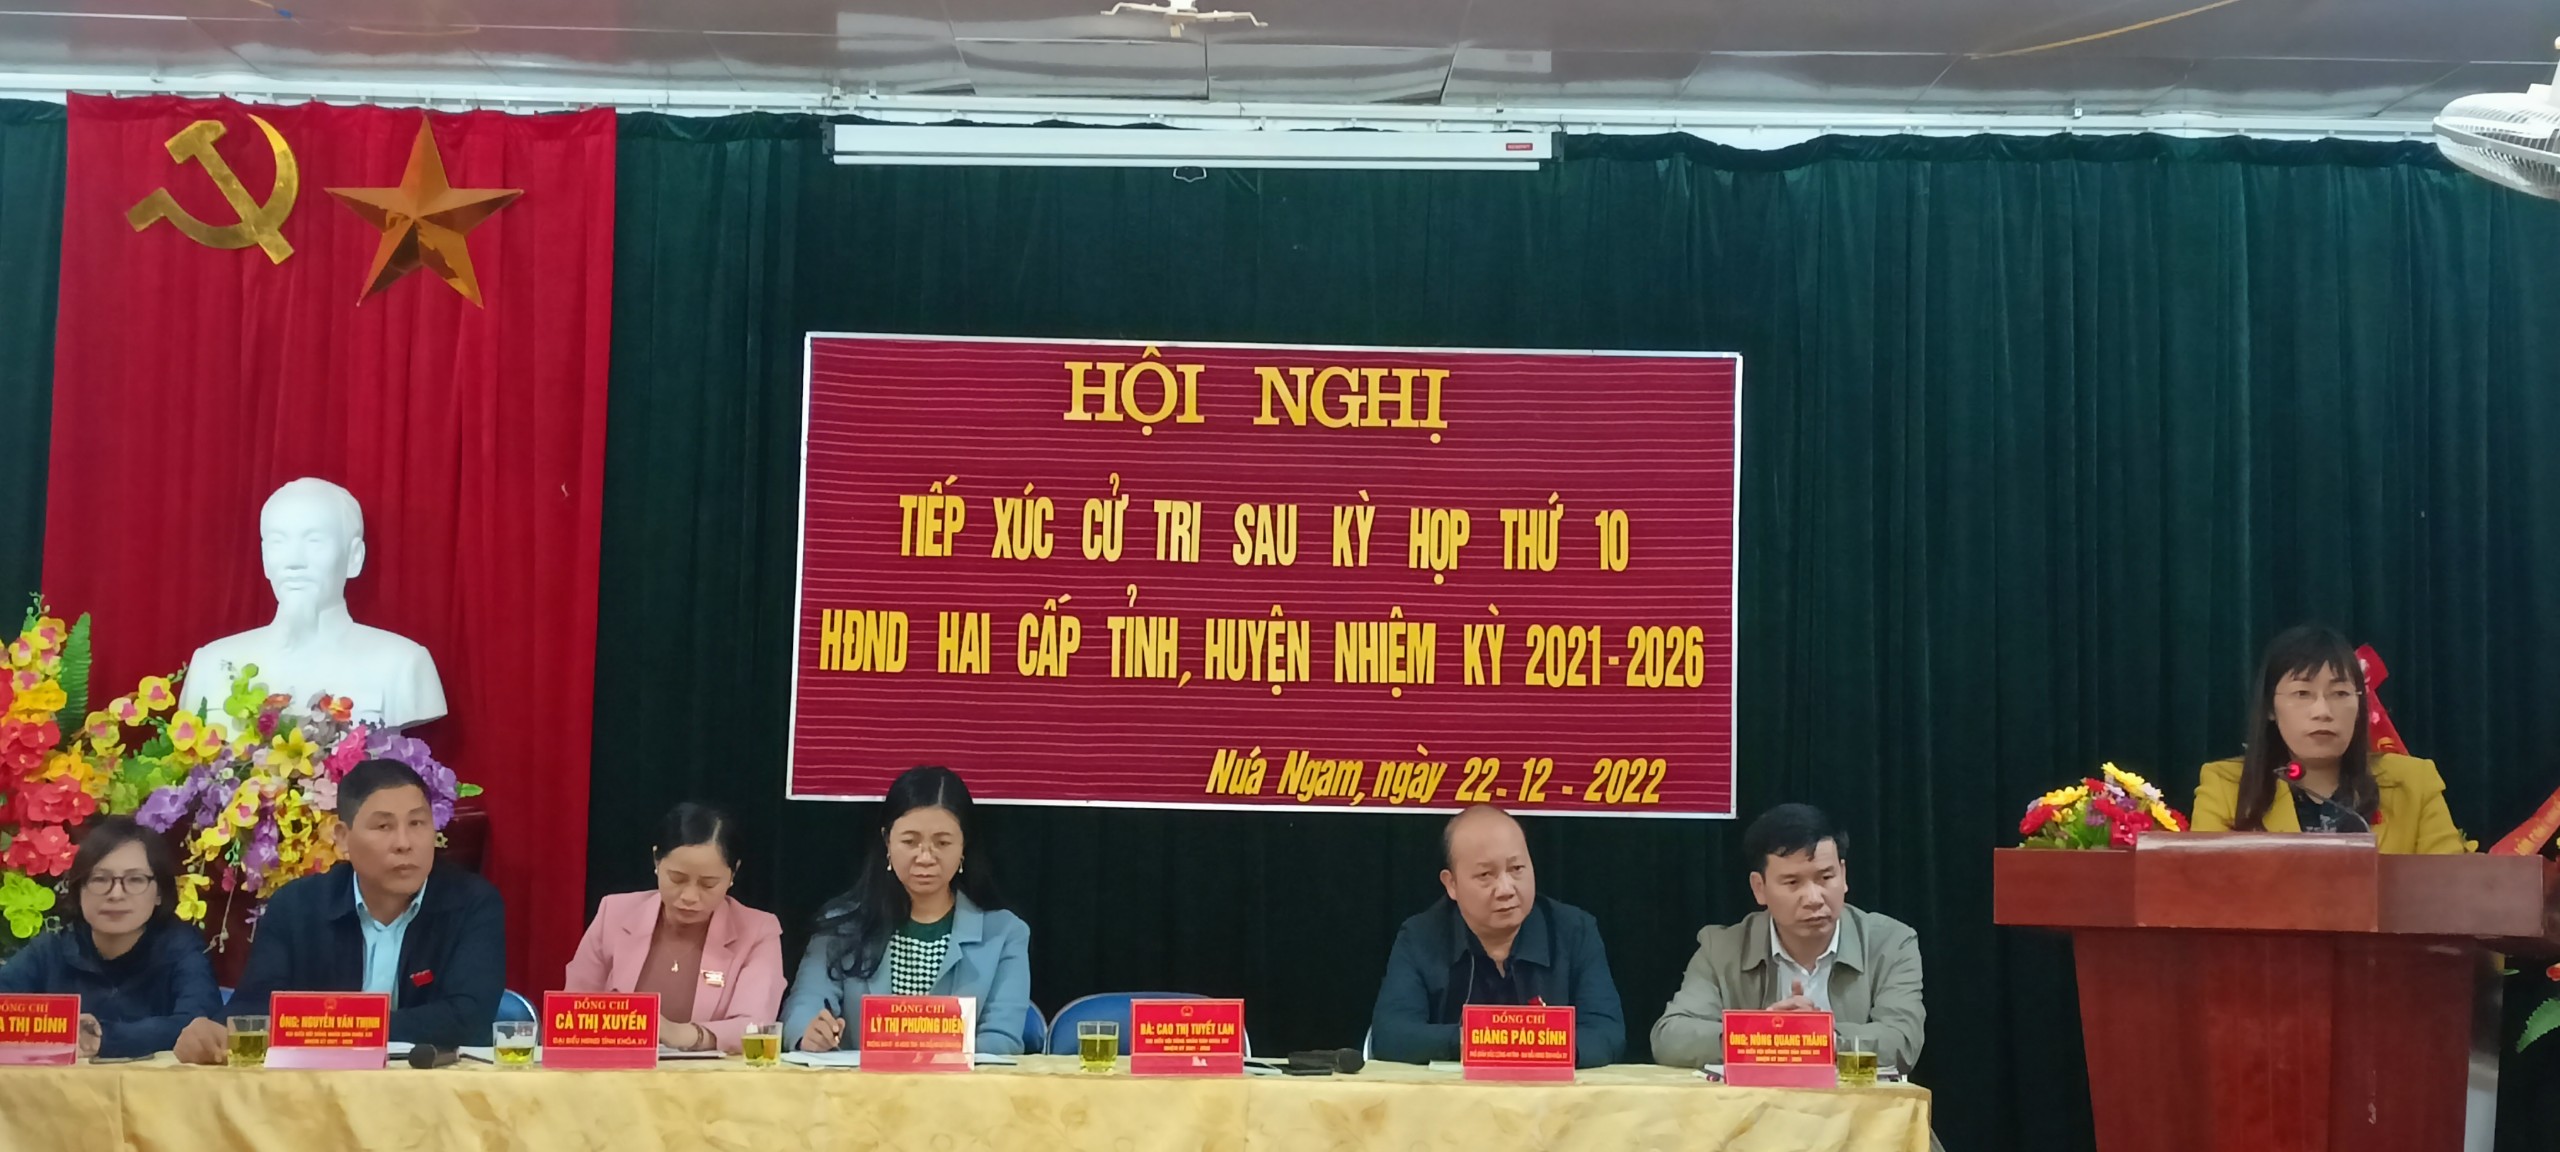 HỘI NGHỊ
TIẾP XÚC CỬ TRI SAU KỲ HỌP THỨ 10
HĐND HAI CẤP TỈNH, HUYỆN NHIỆM KỲ 2021-2026
Nứa Ngam, ngày 22-12-2022
ĐỒNG CHÍ
THỊ DÍNH
ÔNG: NGUYỄN VĂN THỊNH
ĐỒNG CHÍ
CÀ THỊ XUYẾN
ĐẠI BIỂU HĐND TỈNH KHÓA XV
ĐỒNG CHÍ
LÝ THỊ PHƯƠNG DIỆN
BÀ: CAO THỊ TUYẾT LAN
ĐỒNG CHÍ
GIÀNG PÁO SÍNH
ÔNG: NÔNG QUANG THẮNG